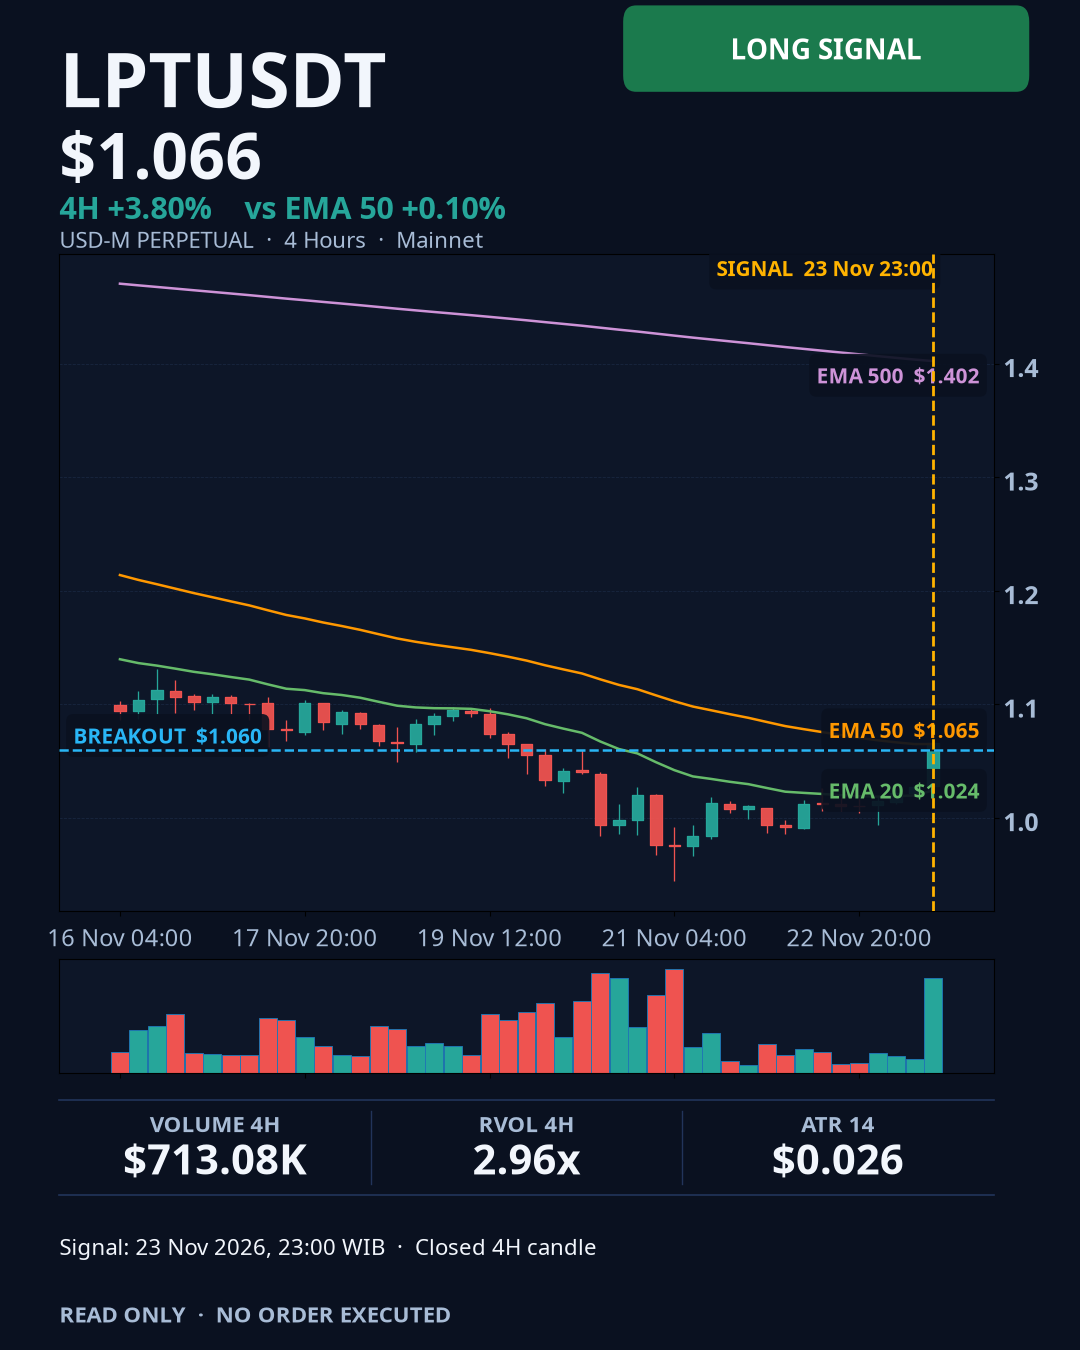 LONG SIGNAL
LPTUSDT
$1.066
4H +3.80% vs EMA 50 +0.10%
USD-M PERPETUAL · 4 Hours · Mainnet
SIGNAL 23 Nov 23:00
EMA 500 $1.402
1.4
1.3
1.2
1.1
1.0
BREAKOUT $1.060
EMA 50 $1.065
EMA 20 $1.024
16 Nov 04:00 17 Nov 20:00 19 Nov 12:00 21 Nov 04:00 22 Nov 20:00
VOLUME 4H RVOL 4H ATR 14
$713.08K 2.96x $0.026
Signal: 23 Nov 2026, 23:00 WIB · Closed 4H candle
READ ONLY · NO ORDER EXECUTED